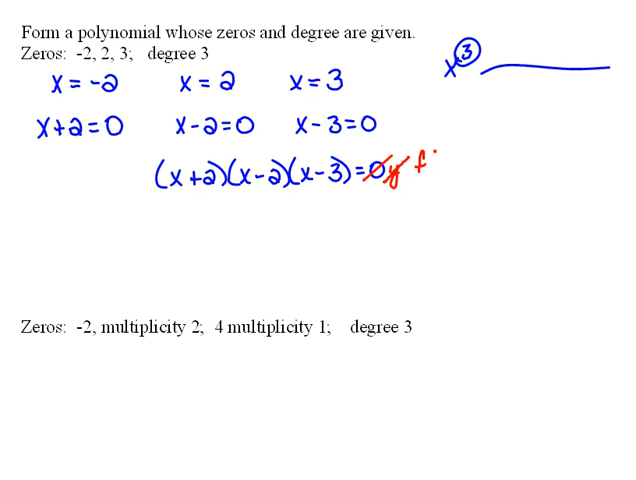 Form a polynomial whose zeros and degree are given.
Zeros: -2, 2, 3; degree 3
x³
x = -2 x = 2 x = 3
x+2=0 x-2=0 x-3=0
(x+2)(x-2)(x-3)=0 y f
Zeros: -2, multiplicity 2; 4 multiplicity 1; degree 3